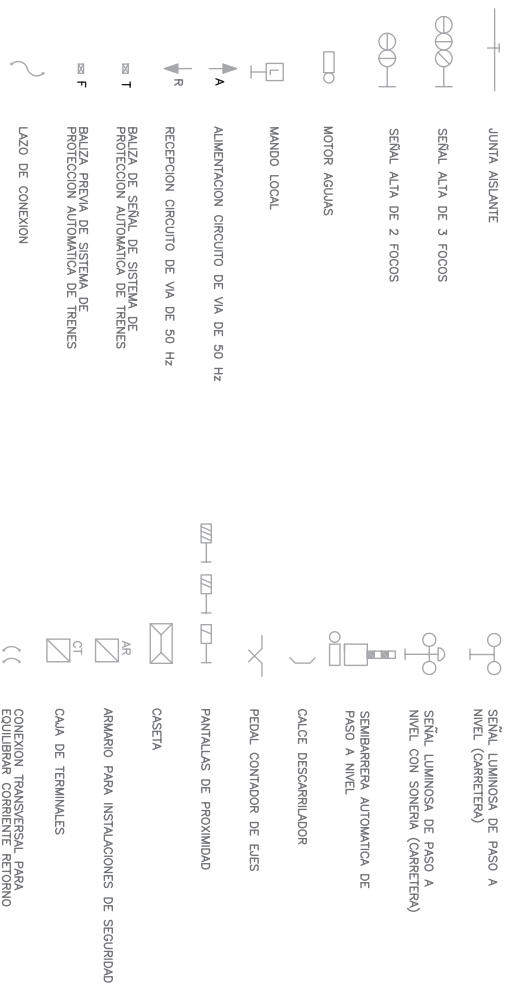 JUNTA AISLANTE
SEÑAL ALTA DE 3 FOCOS
SEÑAL ALTA DE 2 FOCOS
MOTOR AGUJAS
L
MANDO LOCAL
A
ALIMENTACION CIRCUITO DE VIA DE 50 Hz
R
RECEPCION CIRCUITO DE VIA DE 50 Hz
T
BALIZA DE SEÑAL DE SISTEMA DE
PROTECCION AUTOMATICA DE TRENES
F
BALIZA PREVIA DE SISTEMA DE
PROTECCION AUTOMATICA DE TRENES
LAZO DE CONEXION
SEÑAL LUMINOSA DE PASO A
NIVEL (CARRETERA)
SEÑAL LUMINOSA DE PASO A
NIVEL CON SONERIA (CARRETERA)
SEMIBARRERA AUTOMATICA DE
PASO A NIVEL
CALCE DESCARRILADOR
PEDAL CONTADOR DE EJES
PANTALLAS DE PROXIMIDAD
CASETA
AR
ARMARIO PARA INSTALACIONES DE SEGURIDAD
CT
CAJA DE TERMINALES
CONEXION TRANSVERSAL PARA
EQUILIBRAR CORRIENTE RETORNO